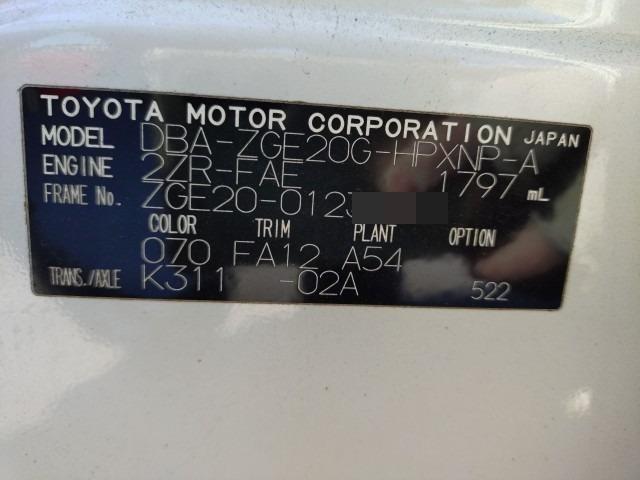 TOYOTA MOTOR CORPORATION JAPAN
MODEL DBA-ZGE20G-HPXNP-A
ENGINE 2ZR-FAE 1797 mL
FRAME No. ZGE20-0123
COLOR TRIM PLANT OPTION
070 FA12 A54
TRANS./AXLE K311 -02A 522